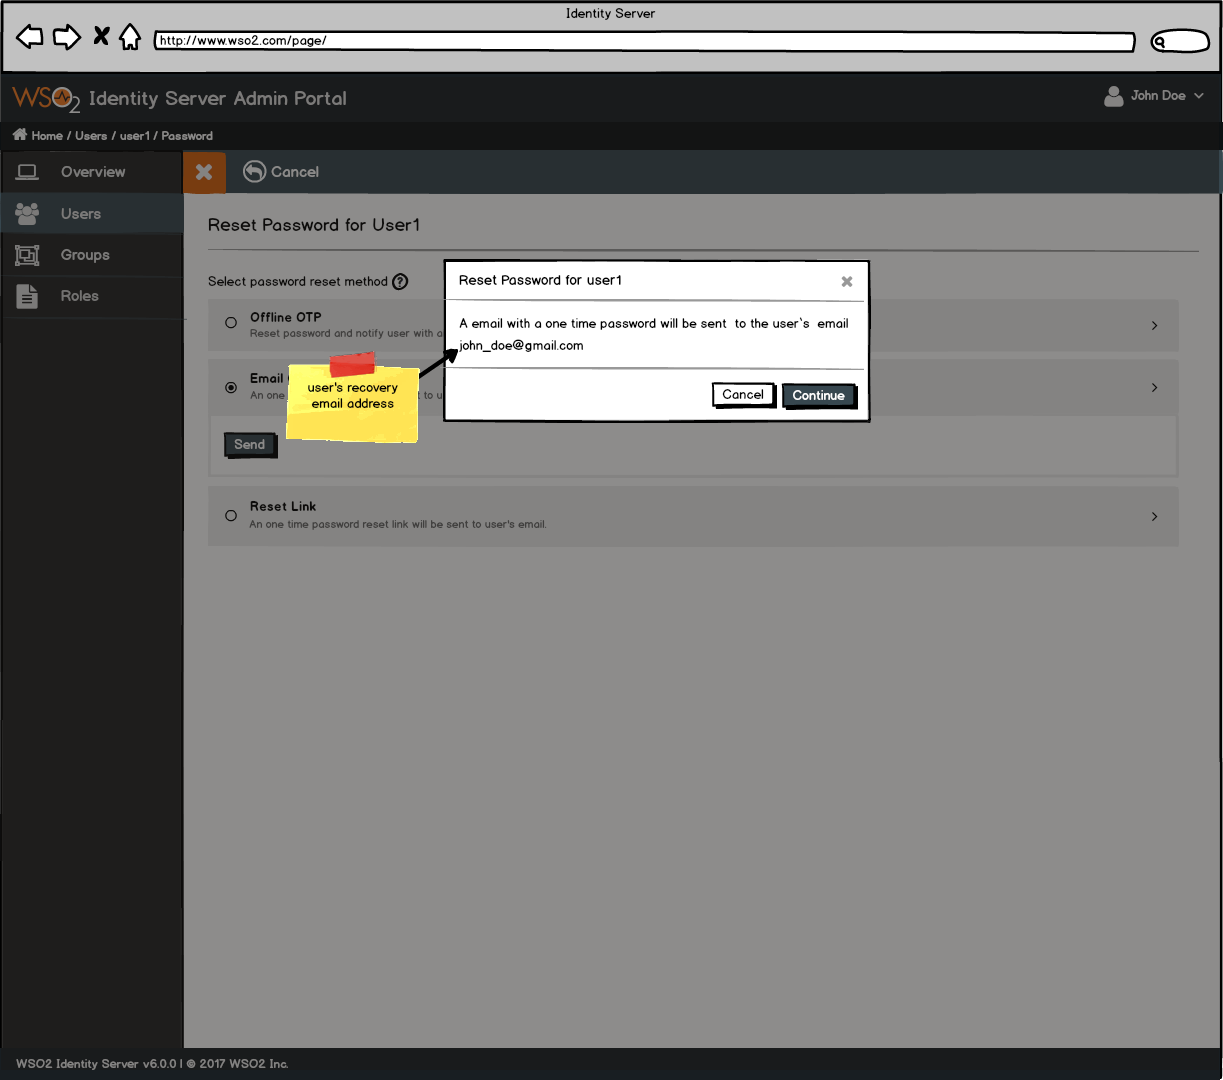 Identity Server
http://www.wso2.com/page/
WSO2 Identity Server Admin Portal
John Doe
Home / Users / user1 / Password
Overview
Cancel
Users
Reset Password for User1
Groups
Select password reset method ?
Roles
Offline OTP
Reset password and notify user with
Reset Password for user1
A email with a one time password will be sent to the user`s email
john_doe@gmail.com
Cancel
Continue
user's recovery
email address
Email
An one
Send
Reset Link
An one time password reset link will be sent to user's email.
WSO2 Identity Server v6.0.0 | © 2017 WSO2 Inc.